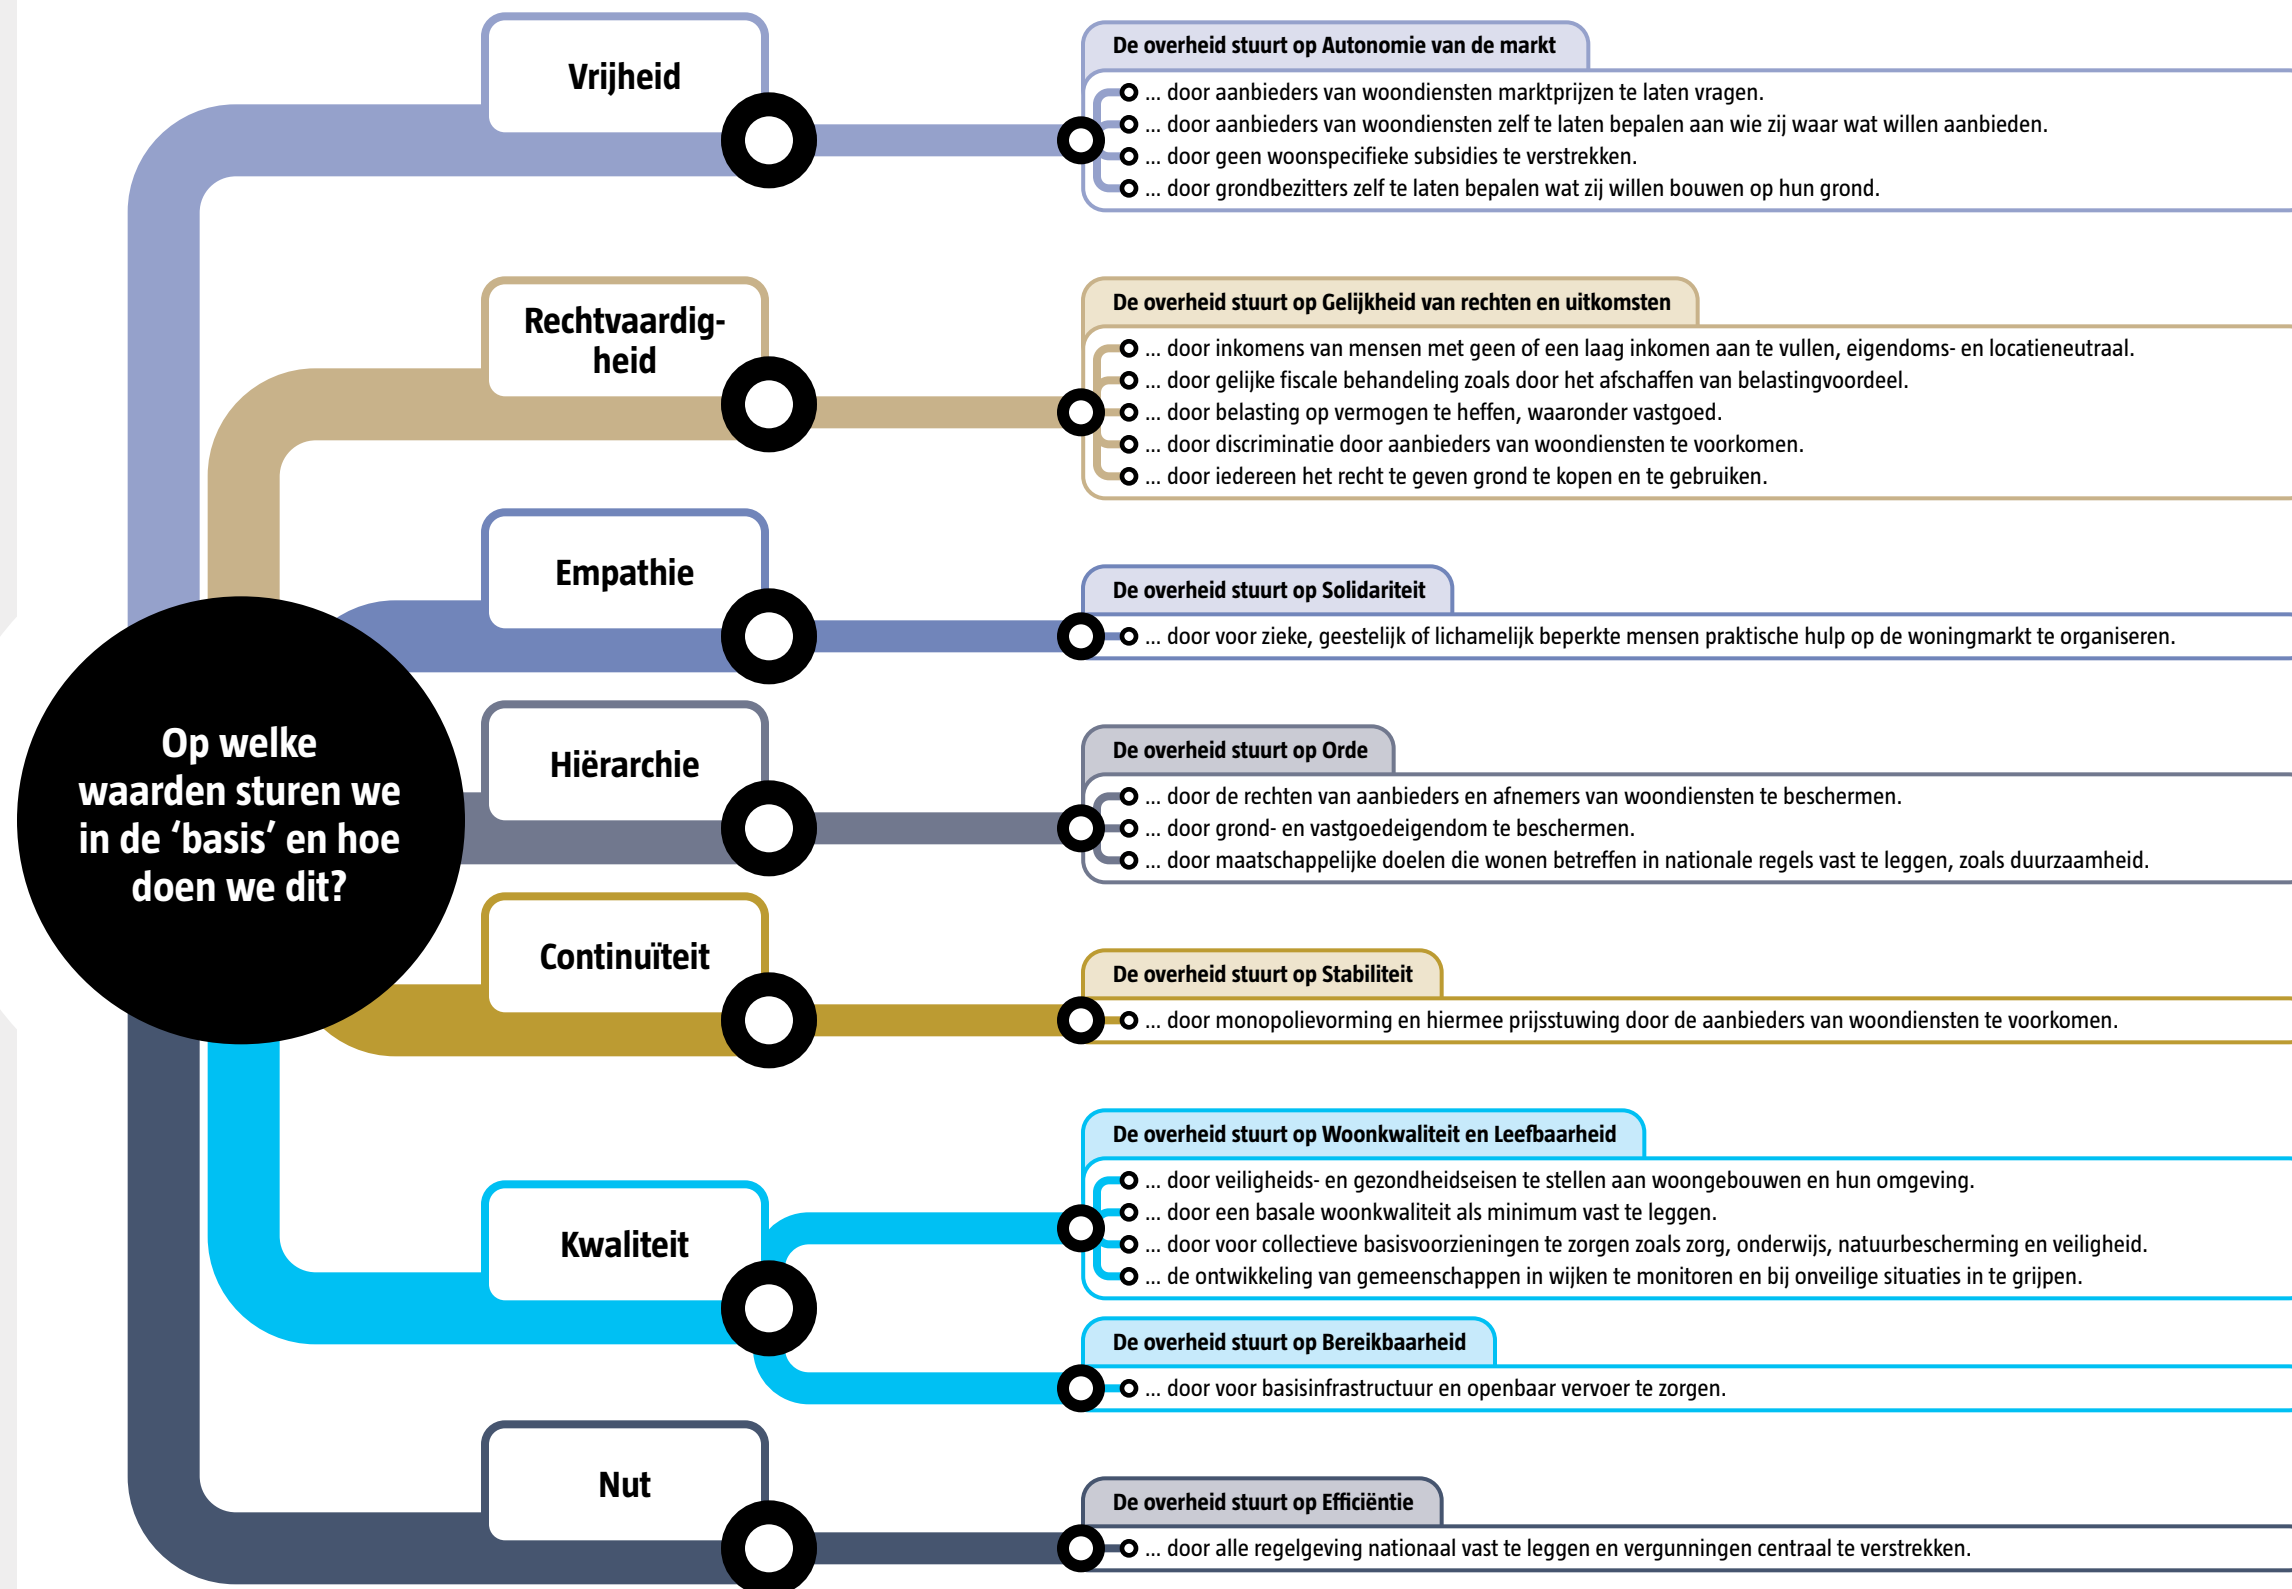 Op welke
waarden sturen we
in de ‘basis’ en hoe
doen we dit?
Vrijheid
De overheid stuurt op Autonomie van de markt
... door aanbieders van woondiensten marktprijzen te laten vragen.
... door aanbieders van woondiensten zelf te laten bepalen aan wie zij waar wat willen aanbieden.
... door geen woonspecifieke subsidies te verstrekken.
... door grondbezitters zelf te laten bepalen wat zij willen bouwen op hun grond.
Rechtvaardig-
heid
De overheid stuurt op Gelijkheid van rechten en uitkomsten
... door inkomens van mensen met geen of een laag inkomen aan te vullen, eigendoms- en locatieneutraal.
... door gelijke fiscale behandeling zoals door het afschaffen van belastingvoordeel.
... door belasting op vermogen te heffen, waaronder vastgoed.
... door discriminatie door aanbieders van woondiensten te voorkomen.
... door iedereen het recht te geven grond te kopen en te gebruiken.
Empathie
De overheid stuurt op Solidariteit
... door voor zieke, geestelijk of lichamelijk beperkte mensen praktische hulp op de woningmarkt te organiseren.
Hiërarchie
De overheid stuurt op Orde
... door de rechten van aanbieders en afnemers van woondiensten te beschermen.
... door grond- en vastgoedeigendom te beschermen.
... door maatschappelijke doelen die wonen betreffen in nationale regels vast te leggen, zoals duurzaamheid.
Continuïteit
De overheid stuurt op Stabiliteit
... door monopolievorming en hiermee prijsstuwing door de aanbieders van woondiensten te voorkomen.
Kwaliteit
De overheid stuurt op Woonkwaliteit en Leefbaarheid
... door veiligheids- en gezondheidseisen te stellen aan woongebouwen en hun omgeving.
... door een basale woonkwaliteit als minimum vast te leggen.
... door voor collectieve basisvoorzieningen te zorgen zoals zorg, onderwijs, natuurbescherming en veiligheid.
... de ontwikkeling van gemeenschappen in wijken te monitoren en bij onveilige situaties in te grijpen.
De overheid stuurt op Bereikbaarheid
... door voor basisinfrastructuur en openbaar vervoer te zorgen.
Nut
De overheid stuurt op Efficiëntie
... door alle regelgeving nationaal vast te leggen en vergunningen centraal te verstrekken.